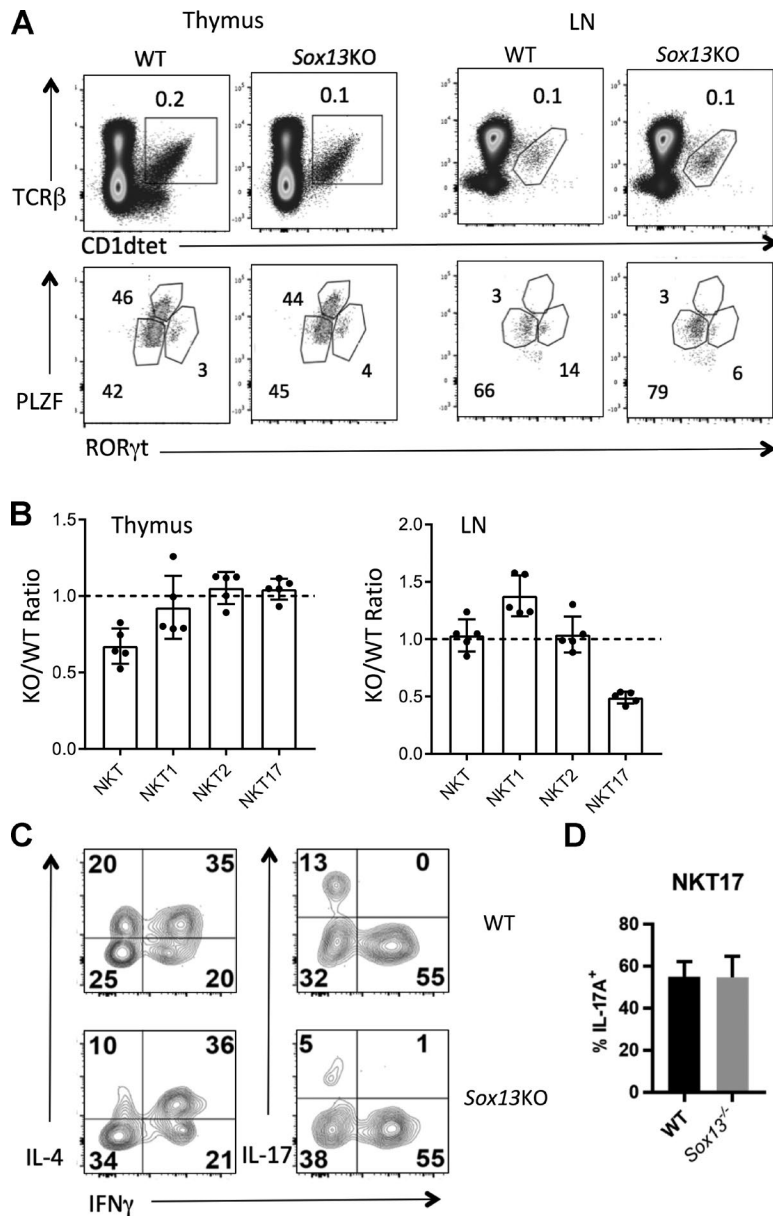 A
Thymus
LN
WT
Sox13KO
WT
Sox13KO
0.2
0.1
0.1
0.1
TCRβ
CD1dtet
46
44
3
3
3
4
14
6
42
45
66
79
PLZF
RORγt
B
Thymus
LN
KO/WT Ratio
1.5
1.0
0.5
0.0
NKT
NKT1
NKT2
NKT17
KO/WT Ratio
2.0
1.5
1.0
0.5
0.0
NKT
NKT1
NKT2
NKT17
C
20
35
13
0
WT
25
20
32
55
10
36
5
1
Sox13KO
34
21
38
55
IL-4
IL-17
IFNγ
D
NKT17
% IL-17A+
80
60
40
20
0
WT
Sox13-/-